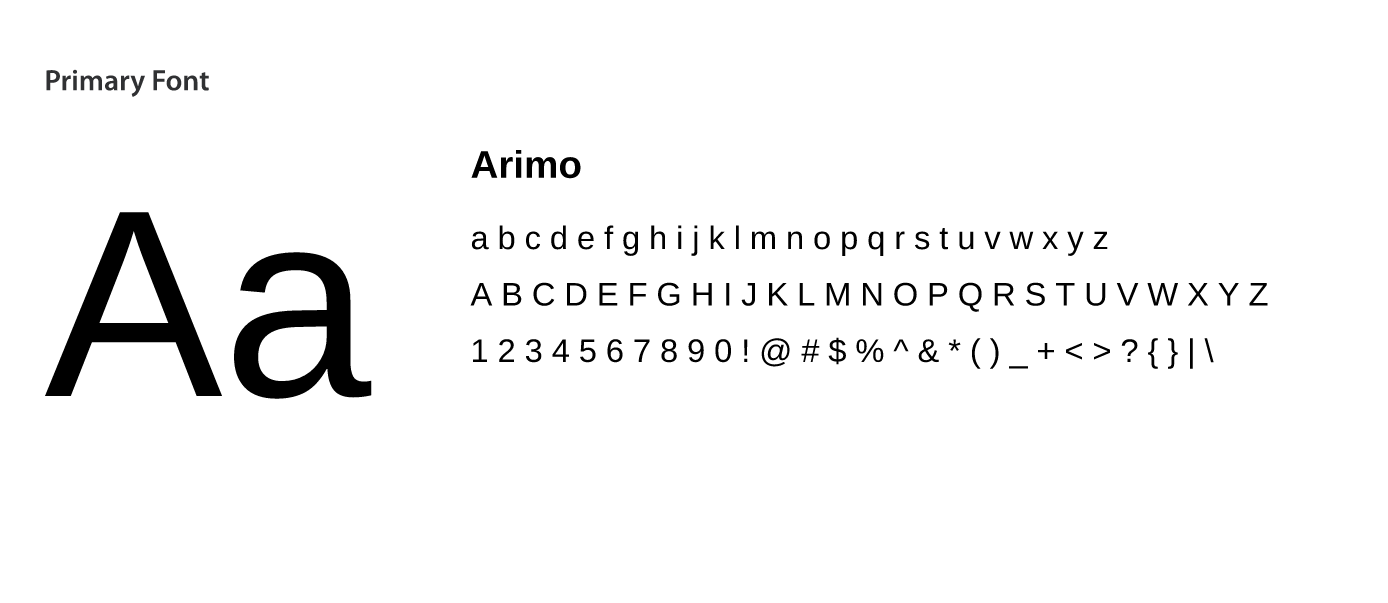 Primary Font
Arimo
Aa
a b c d e f g h i j k l m n o p q r s t u v w x y z
A B C D E F G H I J K L M N O P Q R S T U V W X Y Z
1 2 3 4 5 6 7 8 9 0 ! @ # $ % ^ & * ( ) _ + < > ? { } | \